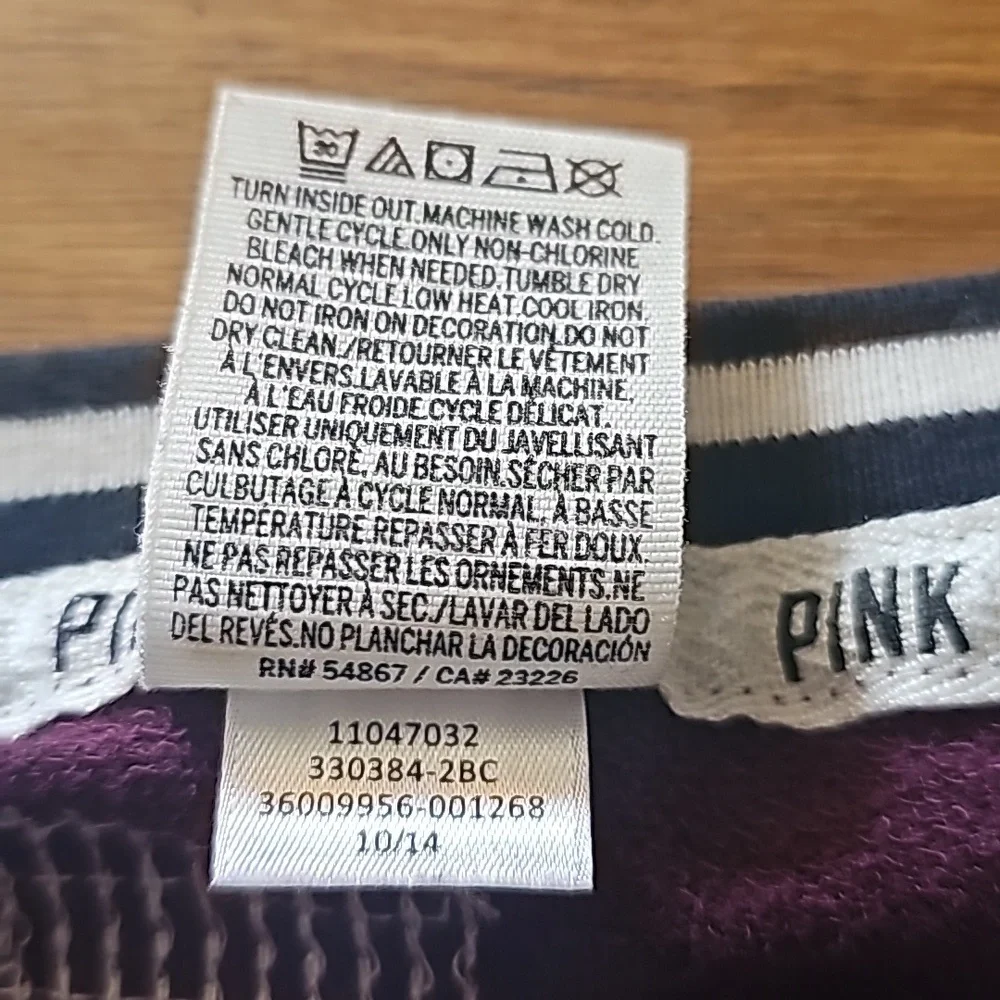 30
TURN INSIDE OUT.MACHINE WASH COLD.
GENTLE CYCLE.ONLY NON-CHLORINE
BLEACH WHEN NEEDED.TUMBLE DRY
NORMAL CYCLE LOW HEAT.COOL IRON.
DO NOT IRON ON DECORATION.DO NOT
DRY CLEAN./RETOURNER LE VÊTEMENT
À L'ENVERS.LAVABLE À LA MACHINE,
À L'EAU FROIDE.CYCLE DÉLICAT.
UTILISER UNIQUEMENT DU JAVELLISANT
SANS CHLORE, AU BESOIN.SÉCHER PAR
CULBUTAGE À CYCLE NORMAL, À BASSE
TEMPÉRATURE.REPASSER À FER DOUX.
NE PAS REPASSER LES ORNEMENTS.NE
PAS NETTOYER À SEC./LAVAR DEL LADO
DEL REVÉS.NO PLANCHAR LA DECORACIÓN
RN# 54867 / CA# 23226
PI
PINK
11047032
330384-2BC
36009956-001268
10/14